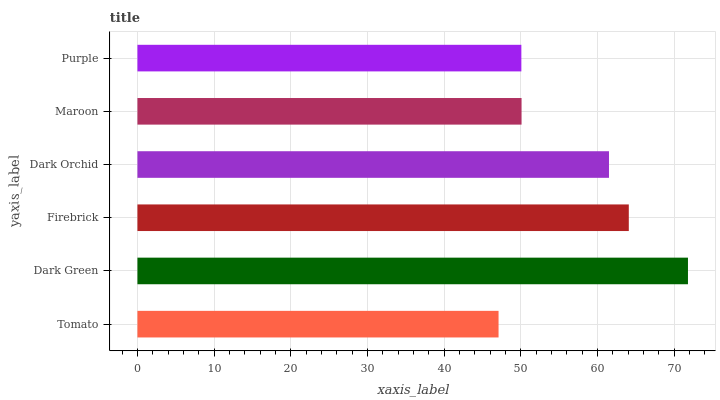 title
Purple
Maroon
Dark Orchid
Firebrick
Dark Green
Tomato
yaxis_label
0 10 20 30 40 50 60 70
xaxis_label